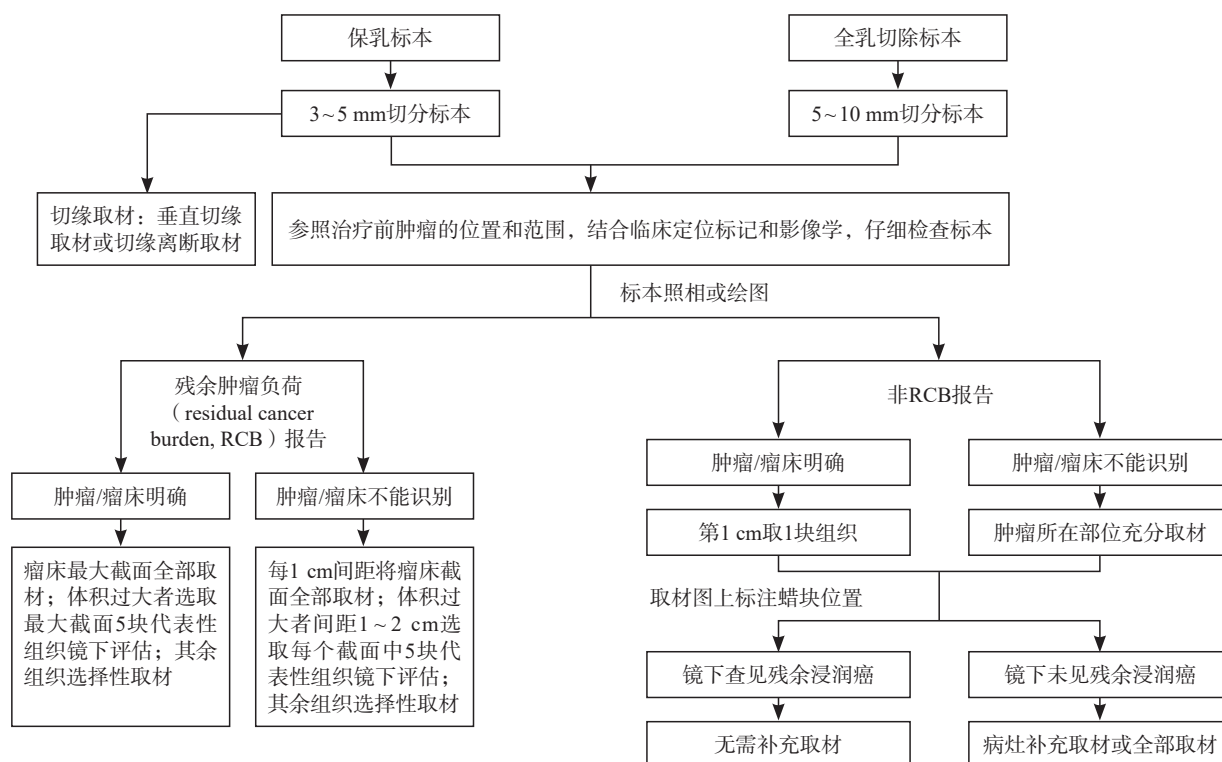 保乳标本
全乳切除标本
3~5 mm切分标本
5~10 mm切分标本
切缘取材：垂直切缘
取材或切缘离断取材
参照治疗前肿瘤的位置和范围，结合临床定位标记和影像学，仔细检查标本
标本照相或绘图
残余肿瘤负荷
（residual cancer
burden, RCB）报告
非RCB报告
肿瘤/瘤床明确
肿瘤/瘤床不能识别
肿瘤/瘤床明确
肿瘤/瘤床不能识别
瘤床最大截面全部取
材；体积过大者选取
最大截面5块代表性
组织镜下评估；其余
组织选择性取材
每1 cm间距将瘤床截
面全部取材；体积过
大者间距1~2 cm选
取每个截面中5块代
表性组织镜下评估；
其余组织选择性取材
第1 cm取1块组织
肿瘤所在部位充分取材
取材图上标注蜡块位置
镜下查见残余浸润癌
镜下未见残余浸润癌
无需补充取材
病灶补充取材或全部取材